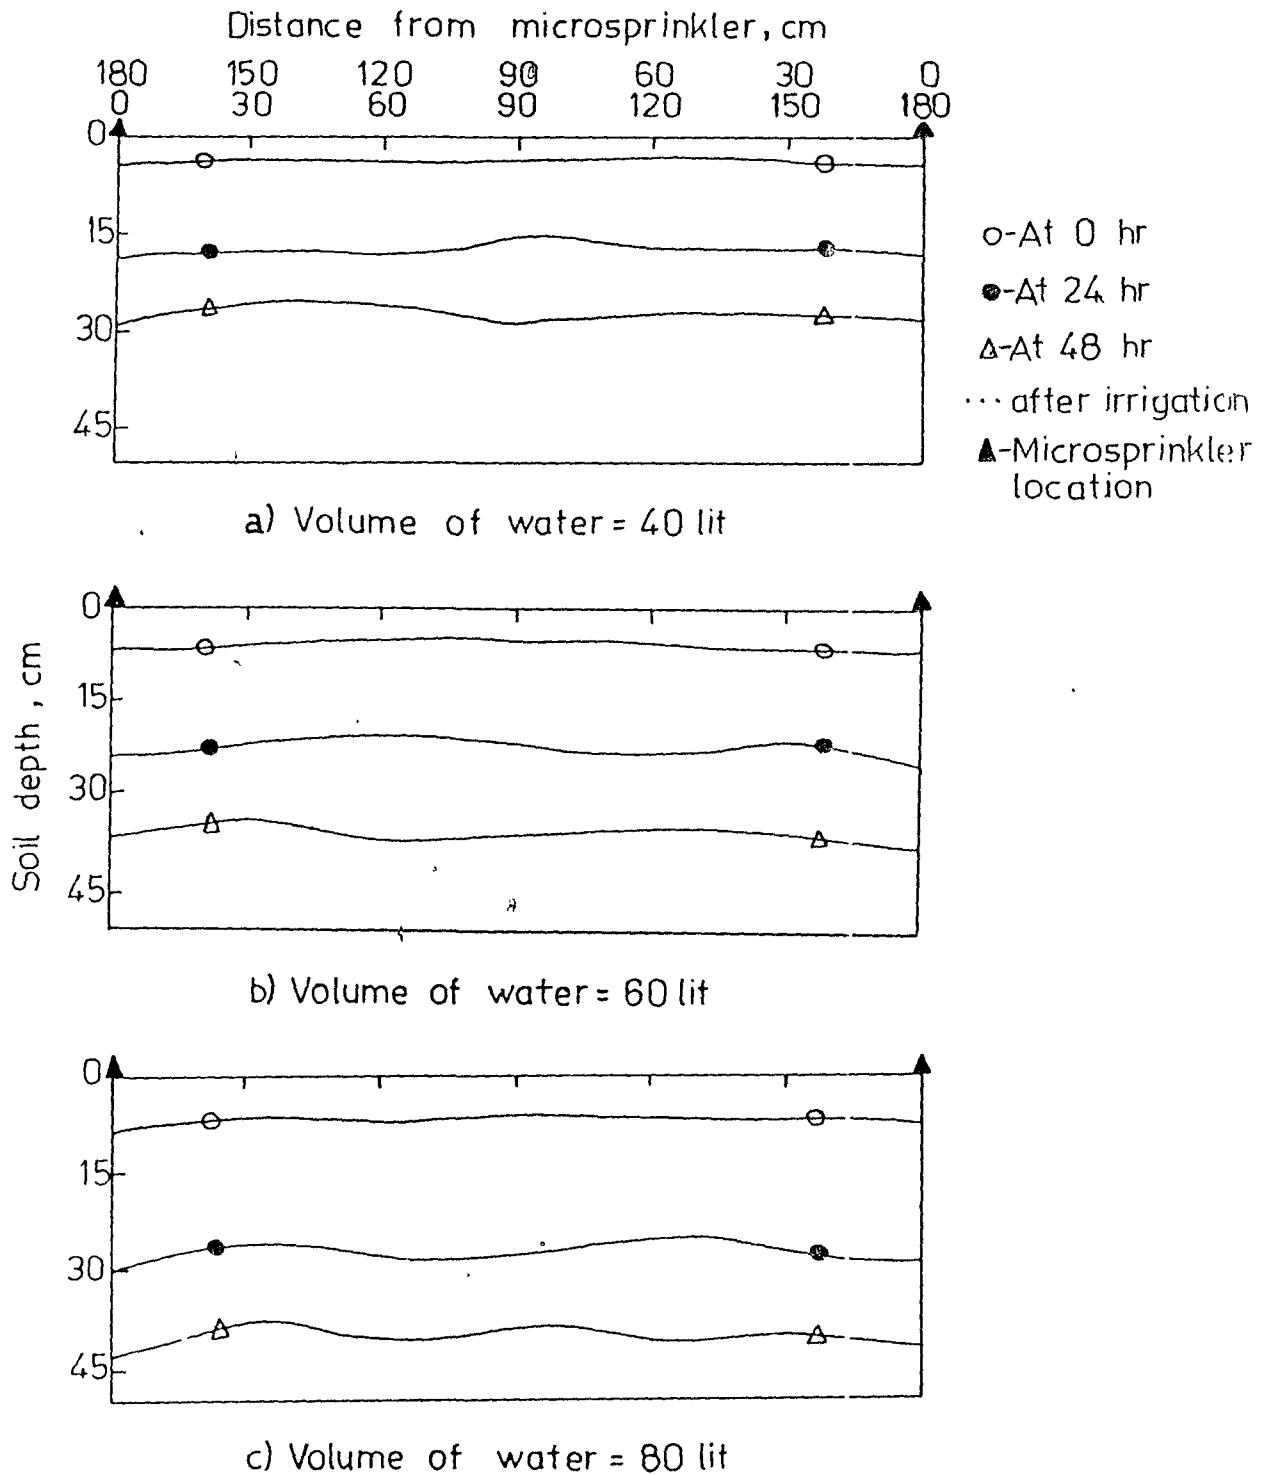 Distance from microsprinkler, cm
180 150 120 90 60 30 0
0 30 60 90 120 150 180
0
15
30
45
o-At 0 hr
●-At 24 hr
△-At 48 hr
... after irrigation
▲-Microsprinkler
location
a) Volume of water = 40 lit
Soil depth, cm
0
15
30
45
b) Volume of water = 60 lit
0
15
30
45
c) Volume of water = 80 lit